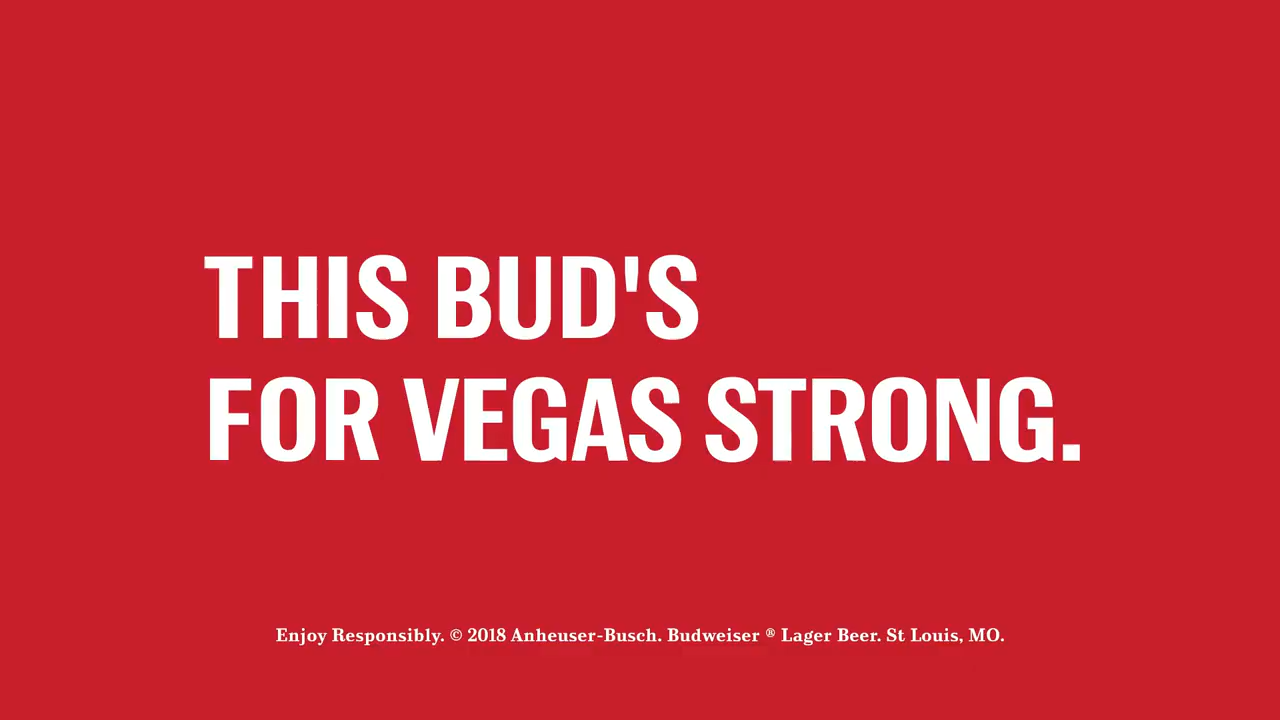 THIS BUD'S
FOR VEGAS STRONG.
Enjoy Responsibly. © 2018 Anheuser-Busch. Budweiser ® Lager Beer. St Louis, MO.